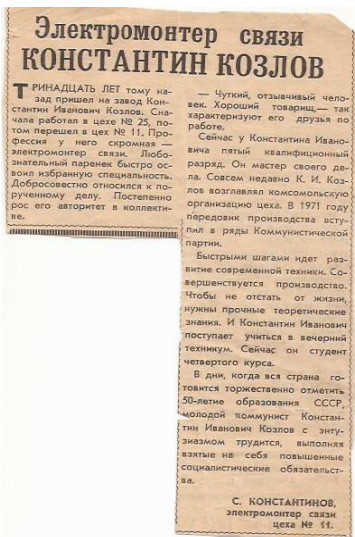 Электромонтер связи
КОНСТАНТИН КОЗЛОВ
ТРИНАДЦАТЬ ЛЕТ тому на-
зад пришел на завод Кон-
стантин Иванович Козлов. Сна-
чала работал в цехе № 25, по-
том перешел в цех № 11. Про-
фессия у него скромная —
электромонтер связи. Любо-
знательный паренек быстро ос-
воил избранную специальность.
Добросовестно относился к по-
рученному делу. Постепенно
рос его авторитет в коллекти-
ве.
— Чуткий, отзывчивый чело-
век. Хороший товарищ,— так
характеризуют его друзья по
работе.
Сейчас у Константина Ивано-
вича пятый квалификационный
разряд. Он мастер своего де-
ла. Совсем недавно К. И. Коз-
лов возглавлял комсомольскую
организацию цеха. В 1971 году
передовик производства всту-
пил в ряды Коммунистической
партии.
Быстрыми шагами идет раз-
витие современной техники. Со-
вершенствуется производство.
Чтобы не отстать от жизни,
нужны прочные теоретические
знания. И Константин Иванович
поступает учиться в вечерний
техникум. Сейчас он студент
четвертого курса.
В дни, когда вся страна го-
товится торжественно отметить
50-летие образования СССР,
молодой коммунист Констан-
тин Иванович Козлов с энту-
зиазмом трудится, выполняя
взятые на себя повышенные
социалистические обязательст-
ва.
С. КОНСТАНТИНОВ,
электромонтер связи
цеха № 11.